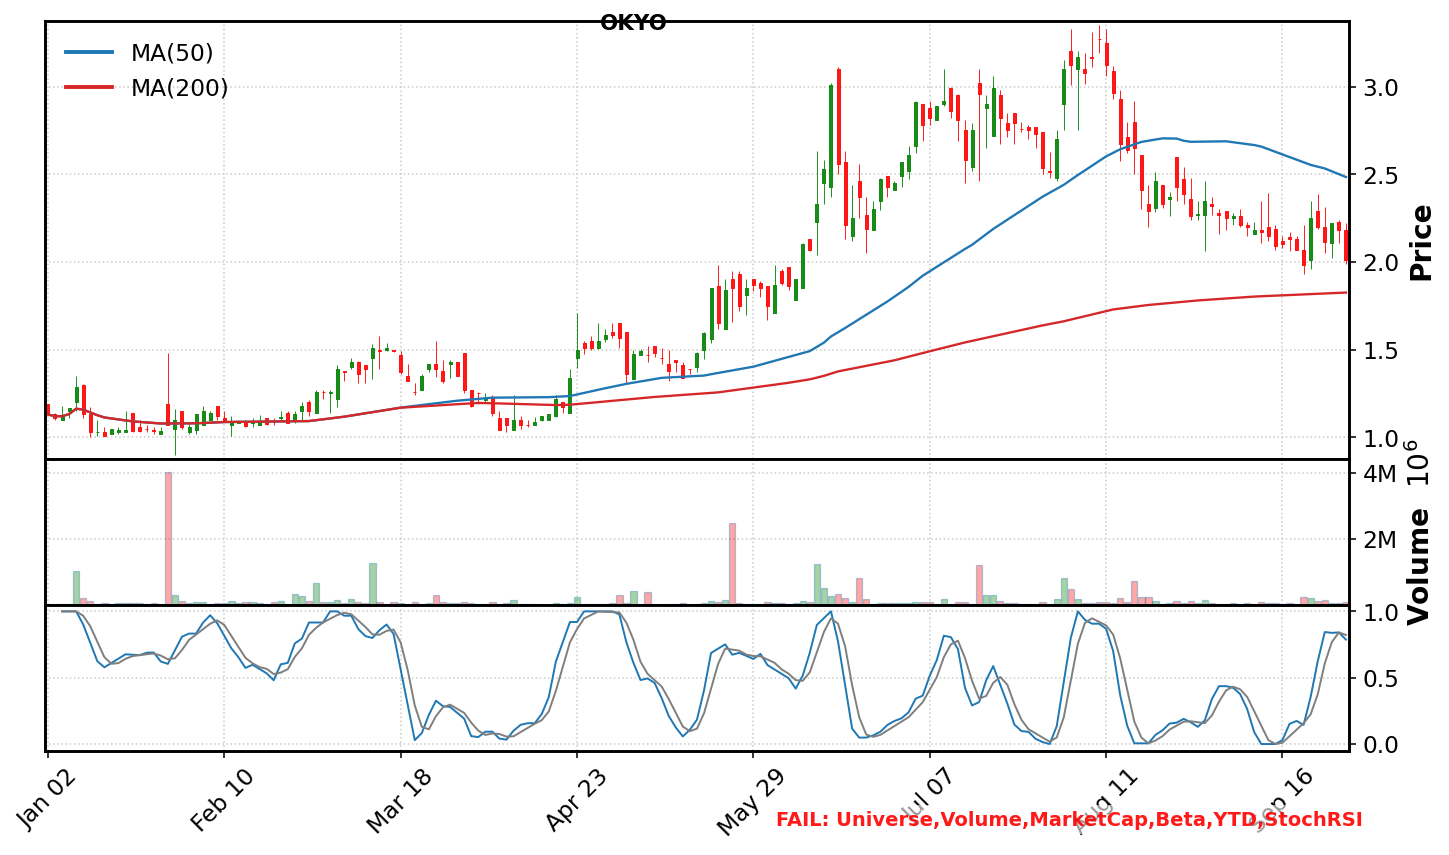 OKYO
MA(50)
MA(200)
3.0
2.5
2.0
1.5
1.0
Price
4M
2M
Volume 10^6
1.0
0.5
0.0
Jan 02
Feb 10
Mar 18
Apr 23
May 29
Jul 07
Aug 11
Sep 16
FAIL: Universe,Volume,MarketCap,Beta,YTD,StochRSI